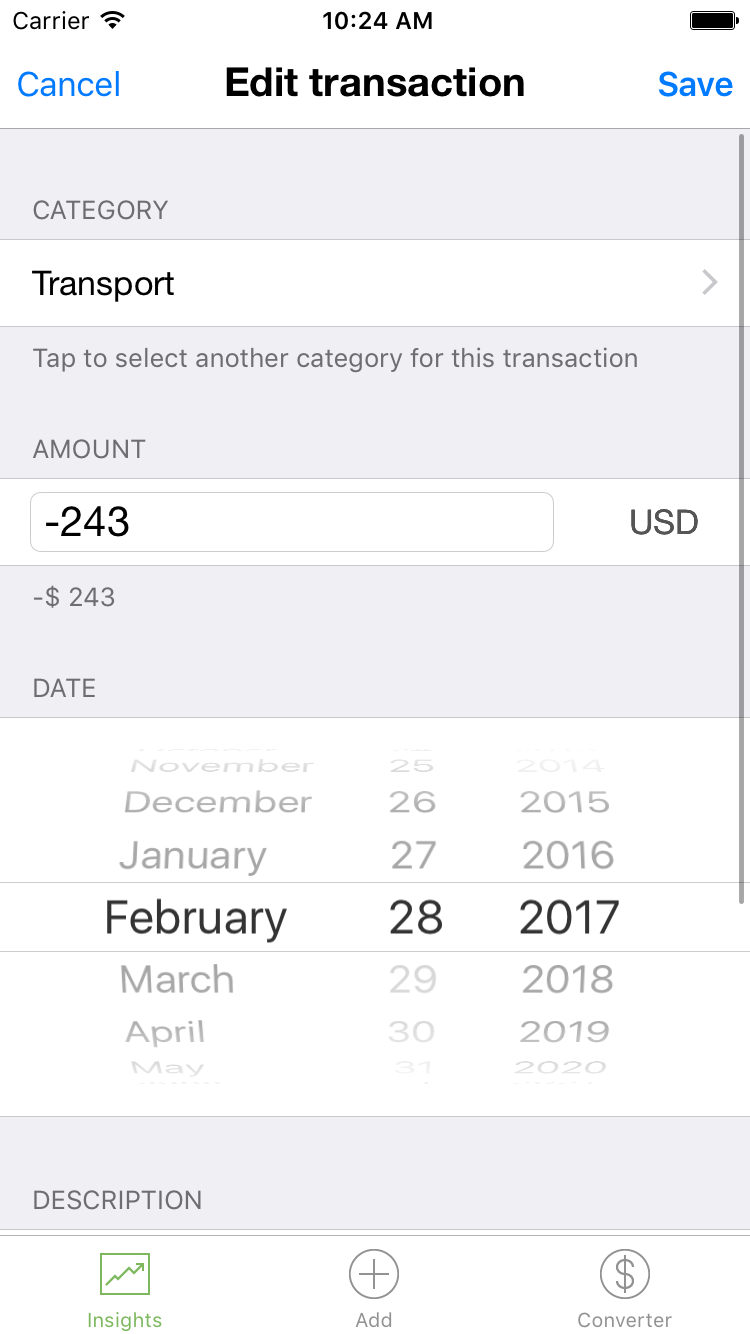 Carrier 10:24 AM
Cancel Edit transaction Save
CATEGORY
Transport
Tap to select another category for this transaction
AMOUNT
-243 USD
-$ 243
DATE
November 25 2014
December 26 2015
January 27 2016
February 28 2017
March 29 2018
April 30 2019
May 31 2020
DESCRIPTION
Insights Add Converter